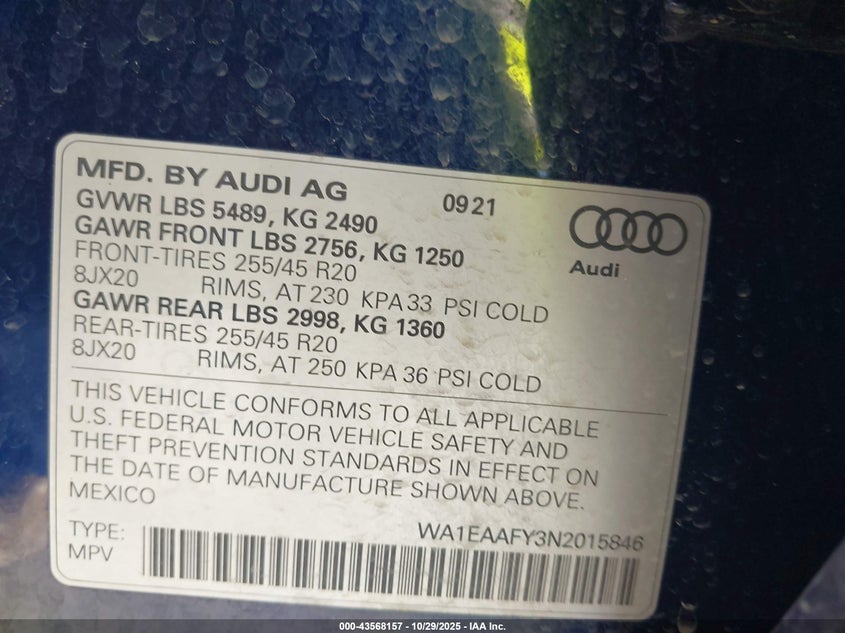 MFD. BY AUDI AG 0921
GVWR LBS 5489, KG 2490
GAWR FRONT LBS 2756, KG 1250
FRONT-TIRES 255/45 R20
8JX20 RIMS, AT 230 KPA 33 PSI COLD
GAWR REAR LBS 2998, KG 1360
REAR-TIRES 255/45 R20
8JX20 RIMS, AT 250 KPA 36 PSI COLD
Audi
THIS VEHICLE CONFORMS TO ALL APPLICABLE
U.S. FEDERAL MOTOR VEHICLE SAFETY AND
THEFT PREVENTION STANDARDS IN EFFECT ON
THE DATE OF MANUFACTURE SHOWN ABOVE.
MEXICO
WA1EAAFY3N2015846
TYPE:
MPV
000-43568157 - 10/29/2025 - IAA Inc.